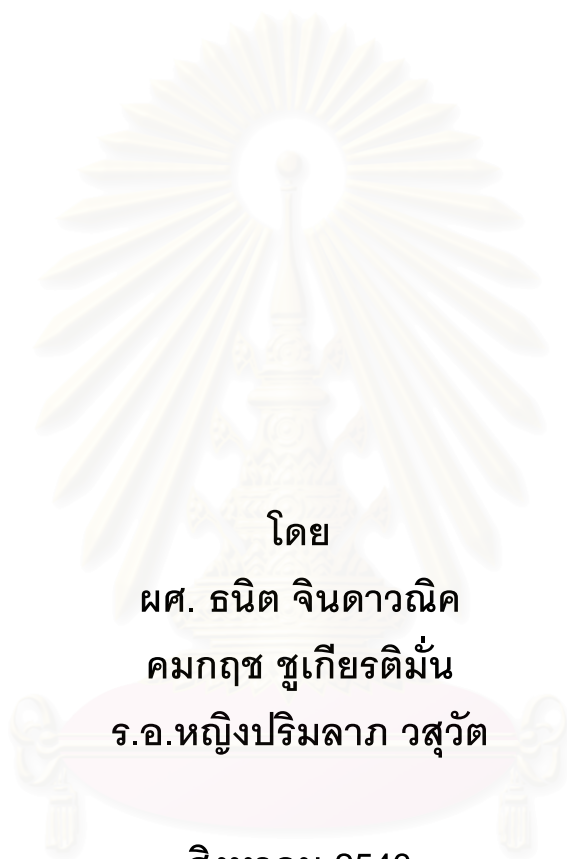 โดย
ผศ. ธนิต จินดาวณิค
คมกฤช ชูเกียรติมั่น
ร.อ.หญิงปริมลาภ วสุวัต